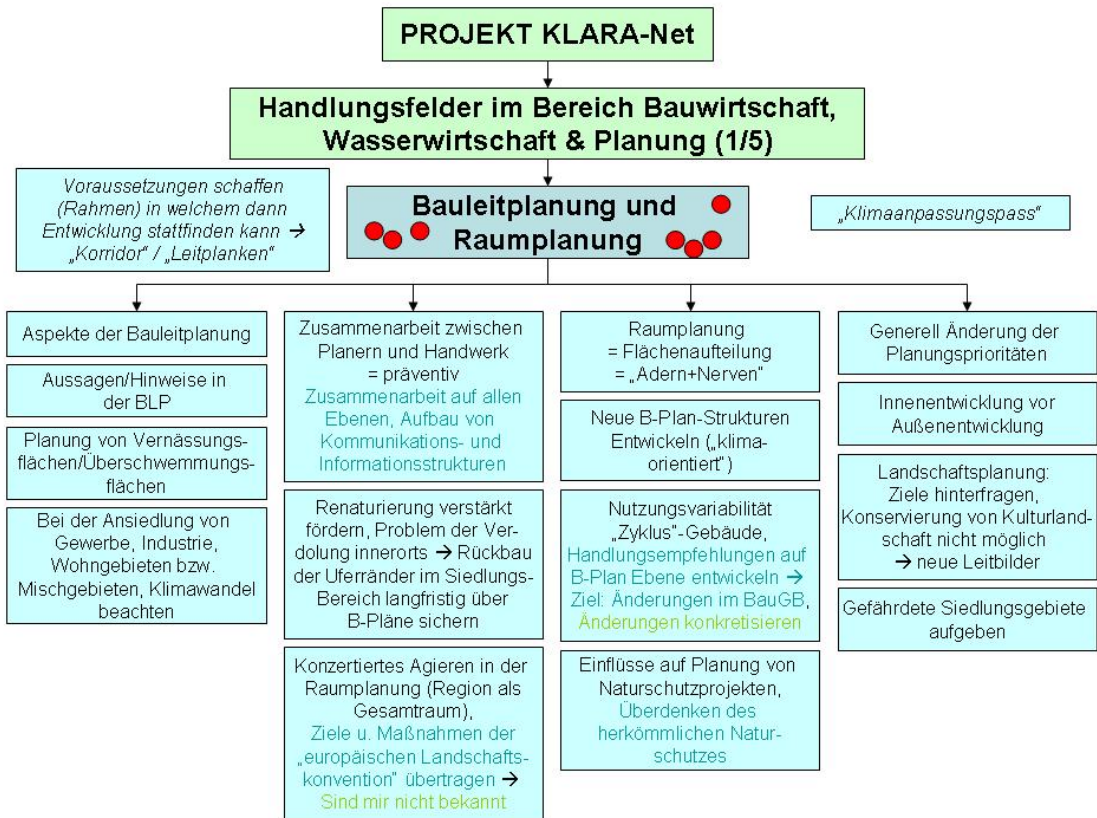 PROJEKT KLARA-Net
Handlungsfelder im Bereich Bauwirtschaft,
Wasserwirtschaft & Planung (1/5)
Voraussetzungen schaffen
(Rahmen) in welchem dann
Entwicklung stattfinden kann →
„Korridor“ / „Leitplanken“
Bauleitplanung und
Raumplanung
„Klimaanpassungspass“
Aspekte der Bauleitplanung
Aussagen/Hinweise in
der BLP
Planung von Vernässungs-
flächen/Überschwemmungs-
flächen
Bei der Ansiedlung von
Gewerbe, Industrie,
Wohngebieten bzw.
Mischgebieten, Klimawandel
beachten
Zusammenarbeit zwischen
Planern und Handwerk
= präventiv
Zusammenarbeit auf allen
Ebenen, Aufbau von
Kommunikations- und
Informationsstrukturen
Renaturierung verstärkt
fördern, Problem der Ver-
dolung innerorts → Rückbau
der Uferränder im Siedlungs-
Bereich langfristig über
B-Pläne sichern
Konzertiertes Agieren in der
Raumplanung (Region als
Gesamtraum),
Ziele u. Maßnahmen der
„europäischen Landschafts-
konvention“ übertragen →
Sind mir nicht bekannt
Raumplanung
= Flächenaufteilung
= „Adern+Nerven“
Neue B-Plan-Strukturen
Entwickeln („klima-
orientiert“)
Nutzungsvariabilität
„Zyklus“-Gebäude,
Handlungsempfehlungen auf
B-Plan Ebene entwickeln →
Ziel: Änderungen im BauGB,
Änderungen konkretisieren
Einflüsse auf Planung von
Naturschutzprojekten,
Überdenken des
herkömmlichen Natur-
schutzes
Generell Änderung der
Planungsprioritäten
Innenentwicklung vor
Außenentwicklung
Landschaftsplanung:
Ziele hinterfragen,
Konservierung von Kulturland-
schaft nicht möglich
→ neue Leitbilder
Gefährdete Siedlungsgebiete
aufgeben